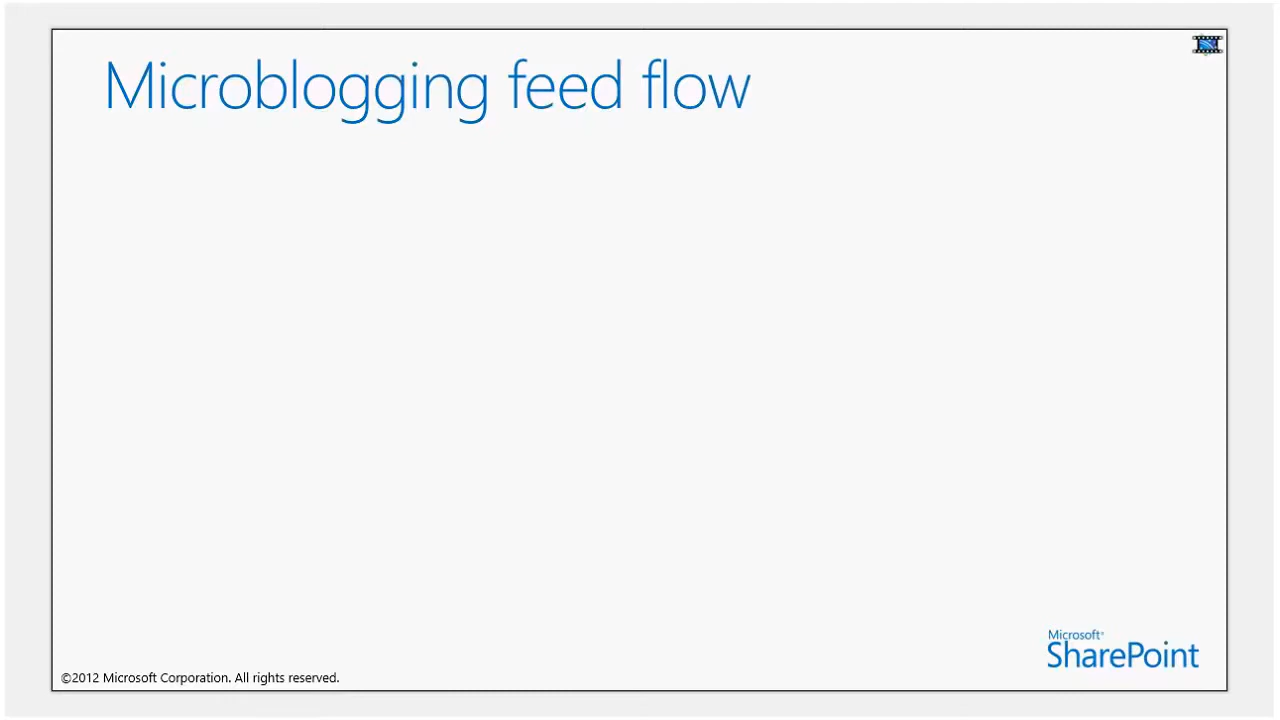 Microblogging feed flow
Microsoft®
SharePoint
©2012 Microsoft Corporation. All rights reserved.